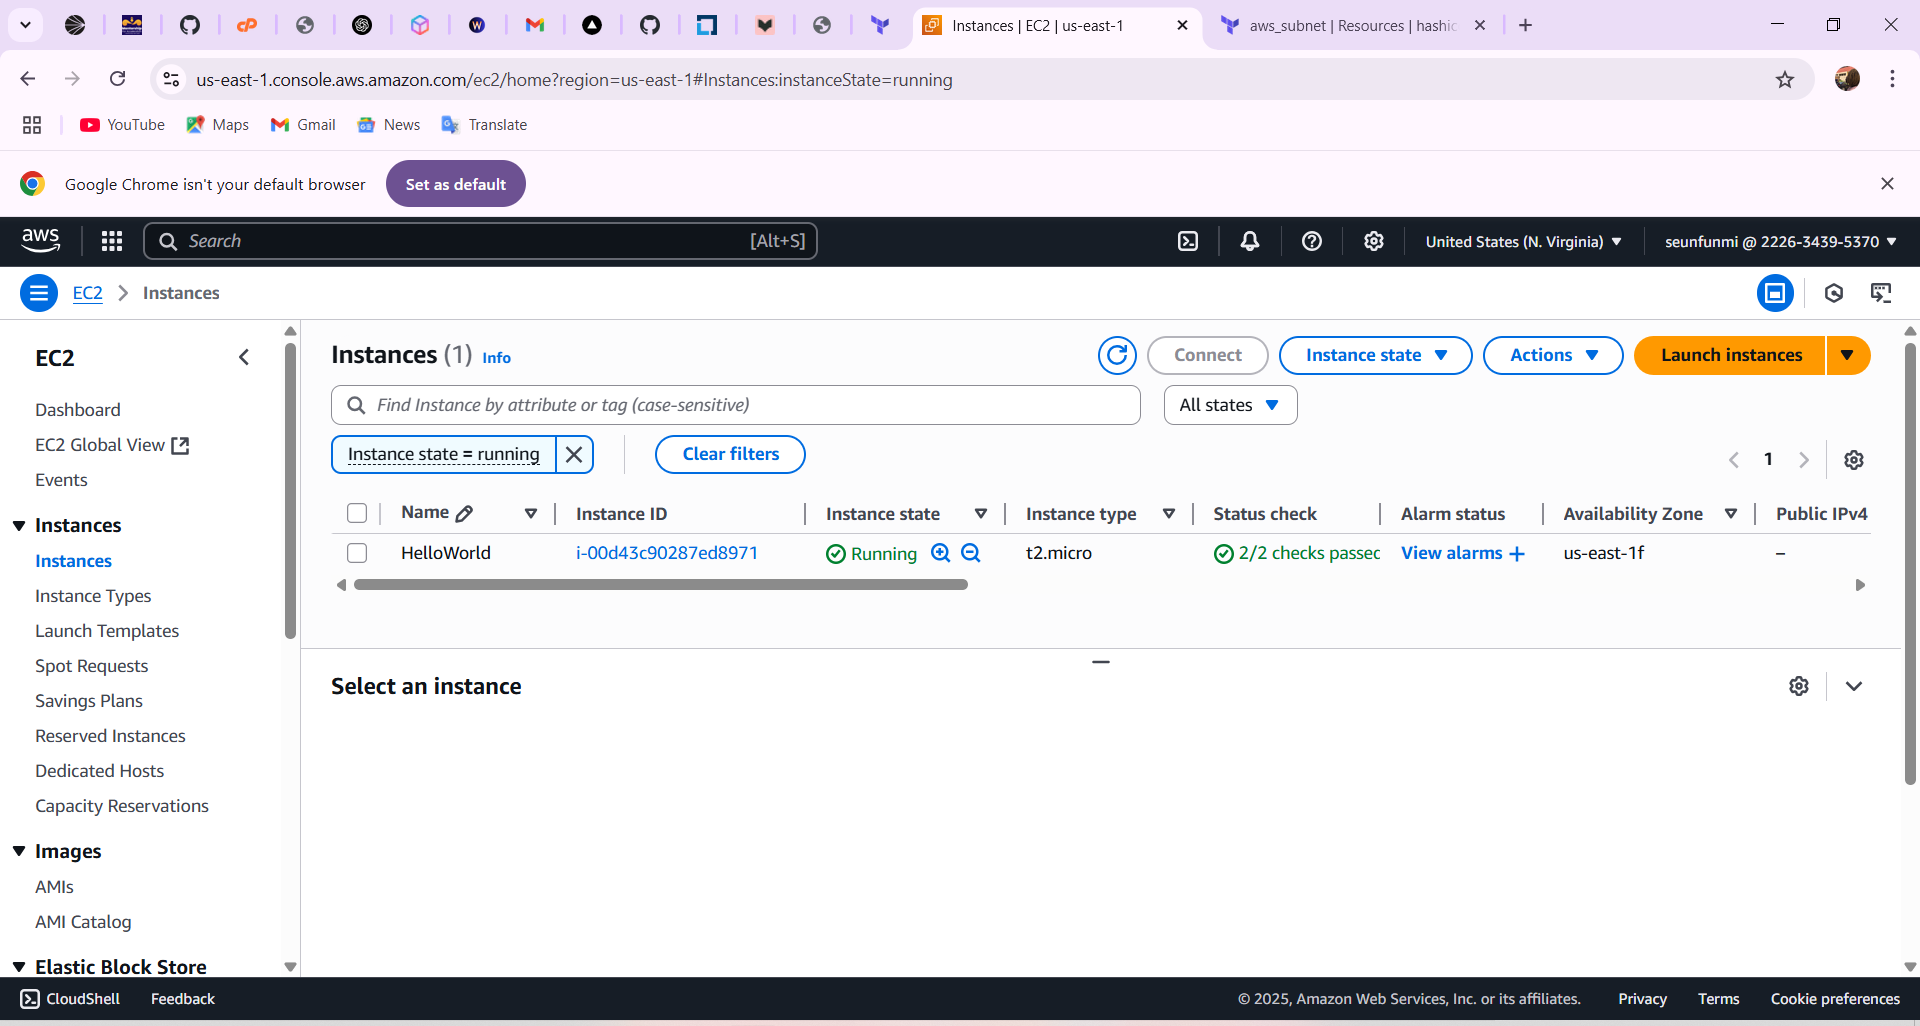 Instances | EC2 | us-east-1
aws_subnet | Resources | hashic
us-east-1.console.aws.amazon.com/ec2/home?region=us-east-1#Instances:instanceState=running
YouTube
Maps
Gmail
News
Translate
Google Chrome isn't your default browser
Set as default
aws
Search
[Alt+S]
United States (N. Virginia)
seunfunmi @ 2226-3439-5370
EC2
Instances
EC2
Dashboard
EC2 Global View
Events
Instances
Instances
Instance Types
Launch Templates
Spot Requests
Savings Plans
Reserved Instances
Dedicated Hosts
Capacity Reservations
Images
AMIs
AMI Catalog
Elastic Block Store
Instances (1) Info
Connect
Instance state
Actions
Launch instances
Find Instance by attribute or tag (case-sensitive)
All states
Instance state = running
Clear filters
1
Name
Instance ID
Instance state
Instance type
Status check
Alarm status
Availability Zone
Public IPv4
HelloWorld
i-00d43c90287ed8971
Running
t2.micro
2/2 checks passec
View alarms +
us-east-1f
–
Select an instance
CloudShell
Feedback
© 2025, Amazon Web Services, Inc. or its affiliates.
Privacy
Terms
Cookie preferences